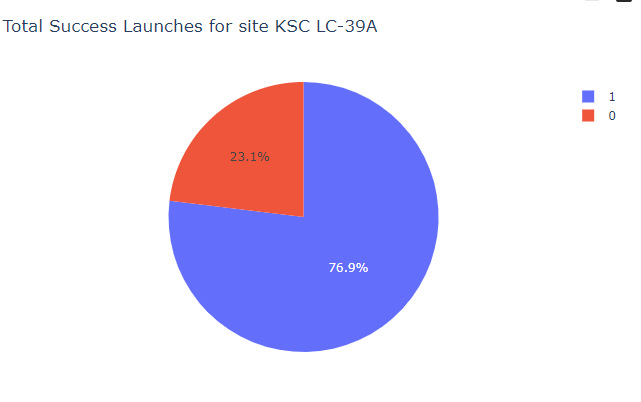 Total Success Launches for site KSC LC-39A
1
0
23.1%
76.9%